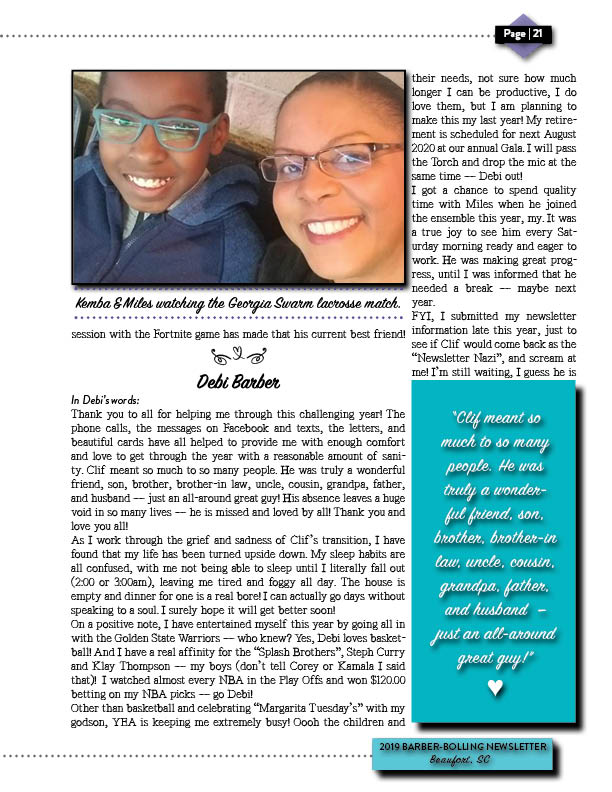 Page | 21
Kemba & Miles watching the Georgia Swarm lacrosse match.
session with the Fortnite game has made that his current best friend!
Debi Barber
In Debi's words:
Thank you to all for helping me through this challenging year! The
phone calls, the messages on Facebook and texts, the letters, and
beautiful cards have all helped to provide me with enough comfort
and love to get through the year with a reasonable amount of sani-
ty. Clif meant so much to so many people. He was truly a wonderful
friend, son, brother, brother-in law, uncle, cousin, grandpa, father,
and husband -- just an all-around great guy! His absence leaves a huge
void in so many lives -- he is missed and loved by all! Thank you and
love you all!
As I work through the grief and sadness of Clif's transition, I have
found that my life has been turned upside down. My sleep habits are
all confused, with me not being able to sleep until I literally fall out
(2:00 or 3:00am), leaving me tired and foggy all day. The house is
empty and dinner for one is a real bore! I can actually go days without
speaking to a soul. I surely hope it will get better soon!
On a positive note, I have entertained myself this year by going all in
with the Golden State Warriors -- who knew? Yes, Debi loves basket-
ball! And I have a real affinity for the "Splash Brothers", Steph Curry
and Klay Thompson -- my boys (don't tell Corey or Kamala I said
that)! I watched almost every NBA in the Play Offs and won $120.00
betting on my NBA picks -- go Debi!
Other than basketball and celebrating "Margarita Tuesday's" with my
godson, YEA is keeping me extremely busy! Oooh the children and
their needs, not sure how much
longer I can be productive, I do
love them, but I am planning to
make this my last year! My retire-
ment is scheduled for next August
2020 at our annual Gala. I will pass
the Torch and drop the mic at the
same time -- Debi out!
I got a chance to spend quality
time with Miles when he joined
the ensemble this year, my. It was
a true joy to see him every Sat-
urday morning ready and eager to
work. He was making great prog-
ress, until I was informed that he
needed a break -- maybe next
year.
FYI, I submitted my newsletter
information late this year, just to
see if Clif would come back as the
"Newsletter Nazi", and scream at
me! I'm still waiting, I guess he is
"Clif meant so
much to so many
people. He was
truly a wonder-
ful friend, son,
brother, brother-in
law, uncle, cousin,
grandpa, father,
and husband –
just an all-around
great guy!"
2019 BARBER-BOLLING NEWSLETTER
Beaufort, SC